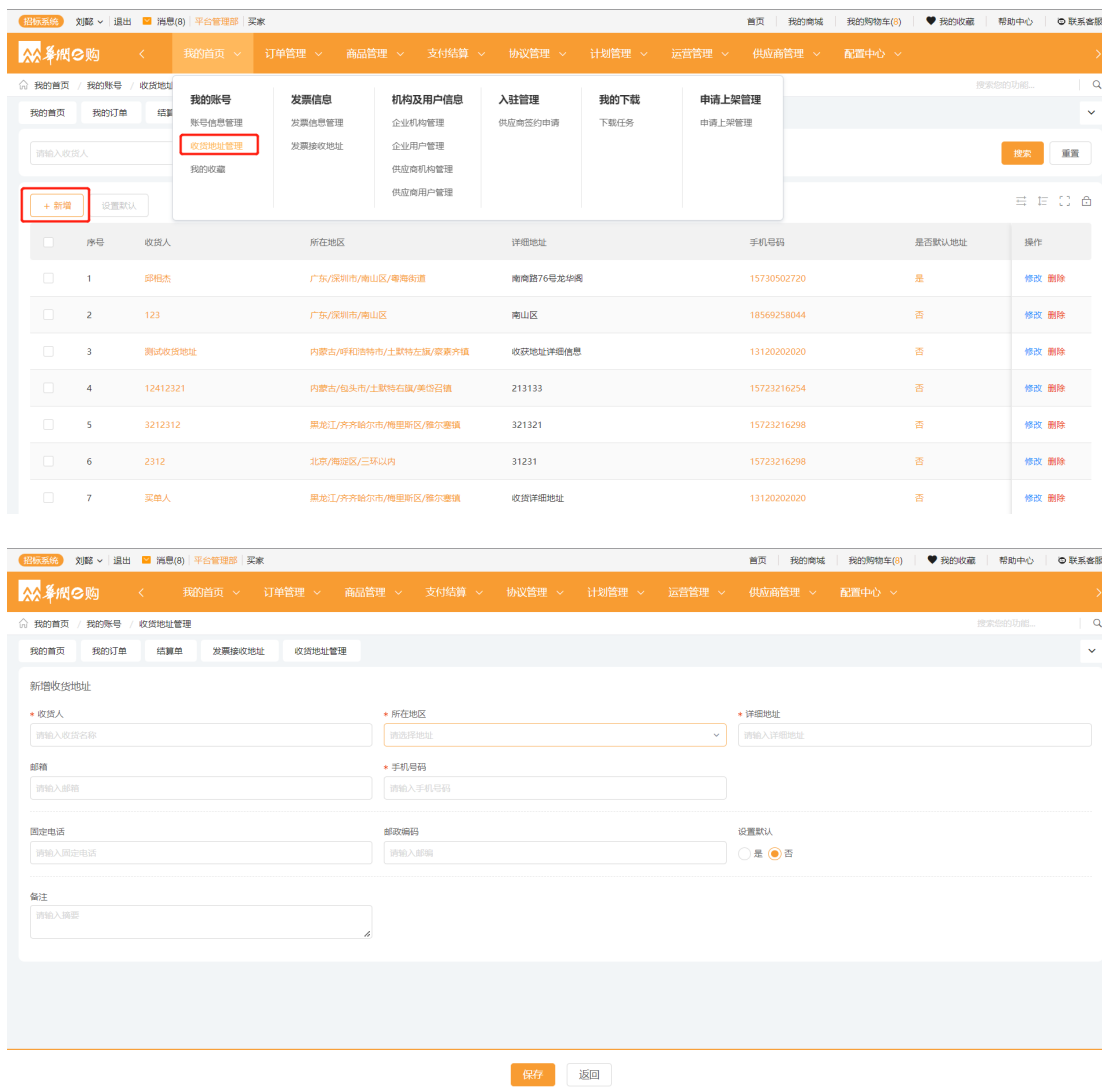 招标系统 刘懿 退出 消息(8) 平台管理部 买家 首页 我的商城 我的购物车(8) 我的收藏 帮助中心 联系客服
华润e购 我的首页 订单管理 商品管理 支付结算 协议管理 计划管理 运营管理 供应商管理 配置中心
我的首页 / 我的账号 / 收货地址 搜索您的功能...
我的首页 我的订单 结算
我的账号 发票信息 机构及用户信息 入驻管理 我的下载 申请上架管理
账号信息管理 发票信息管理 企业机构管理 供应商签约申请 下载任务 申请上架管理
收货地址管理 发票接收地址 企业用户管理
我的收藏 供应商机构管理
供应商用户管理
请输入收货人 搜索 重置
+ 新增 设置默认
序号 收货人 所在地区 详细地址 手机号码 是否默认地址 操作
1 邱相杰 广东/深圳市/南山区/粤海街道 南商路76号龙华阁 15730502720 是 修改 删除
2 123 广东/深圳市/南山区 南山区 18569258044 否 修改 删除
3 测试收货地址 内蒙古/呼和浩特市/土默特左旗/察素齐镇 收获地址详细信息 13120202020 否 修改 删除
4 12412321 内蒙古/包头市/土默特右旗/美岱召镇 213133 15723216254 否 修改 删除
5 3212312 黑龙江/齐齐哈尔市/梅里斯区/雅尔塞镇 321321 15723216298 否 修改 删除
6 2312 北京/海淀区/三环以内 31231 15723216298 否 修改 删除
7 买单人 黑龙江/齐齐哈尔市/梅里斯区/雅尔塞镇 收货详细地址 13120202020 否 修改 删除
招标系统 刘懿 退出 消息(8) 平台管理部 买家 首页 我的商城 我的购物车(8) 我的收藏 帮助中心 联系客服
华润e购 我的首页 订单管理 商品管理 支付结算 协议管理 计划管理 运营管理 供应商管理 配置中心
我的首页 / 我的账号 / 收货地址管理 搜索您的功能...
我的首页 我的订单 结算单 发票接收地址 收货地址管理
新增收货地址
* 收货人 * 所在地区 * 详细地址
请输入收货名称 请选择地址 请输入详细地址
邮箱 * 手机号码
请输入邮箱 请输入手机号码
固定电话 邮政编码 设置默认
请输入固定电话 请输入邮编 是 否
备注
请输入摘要
保存 返回